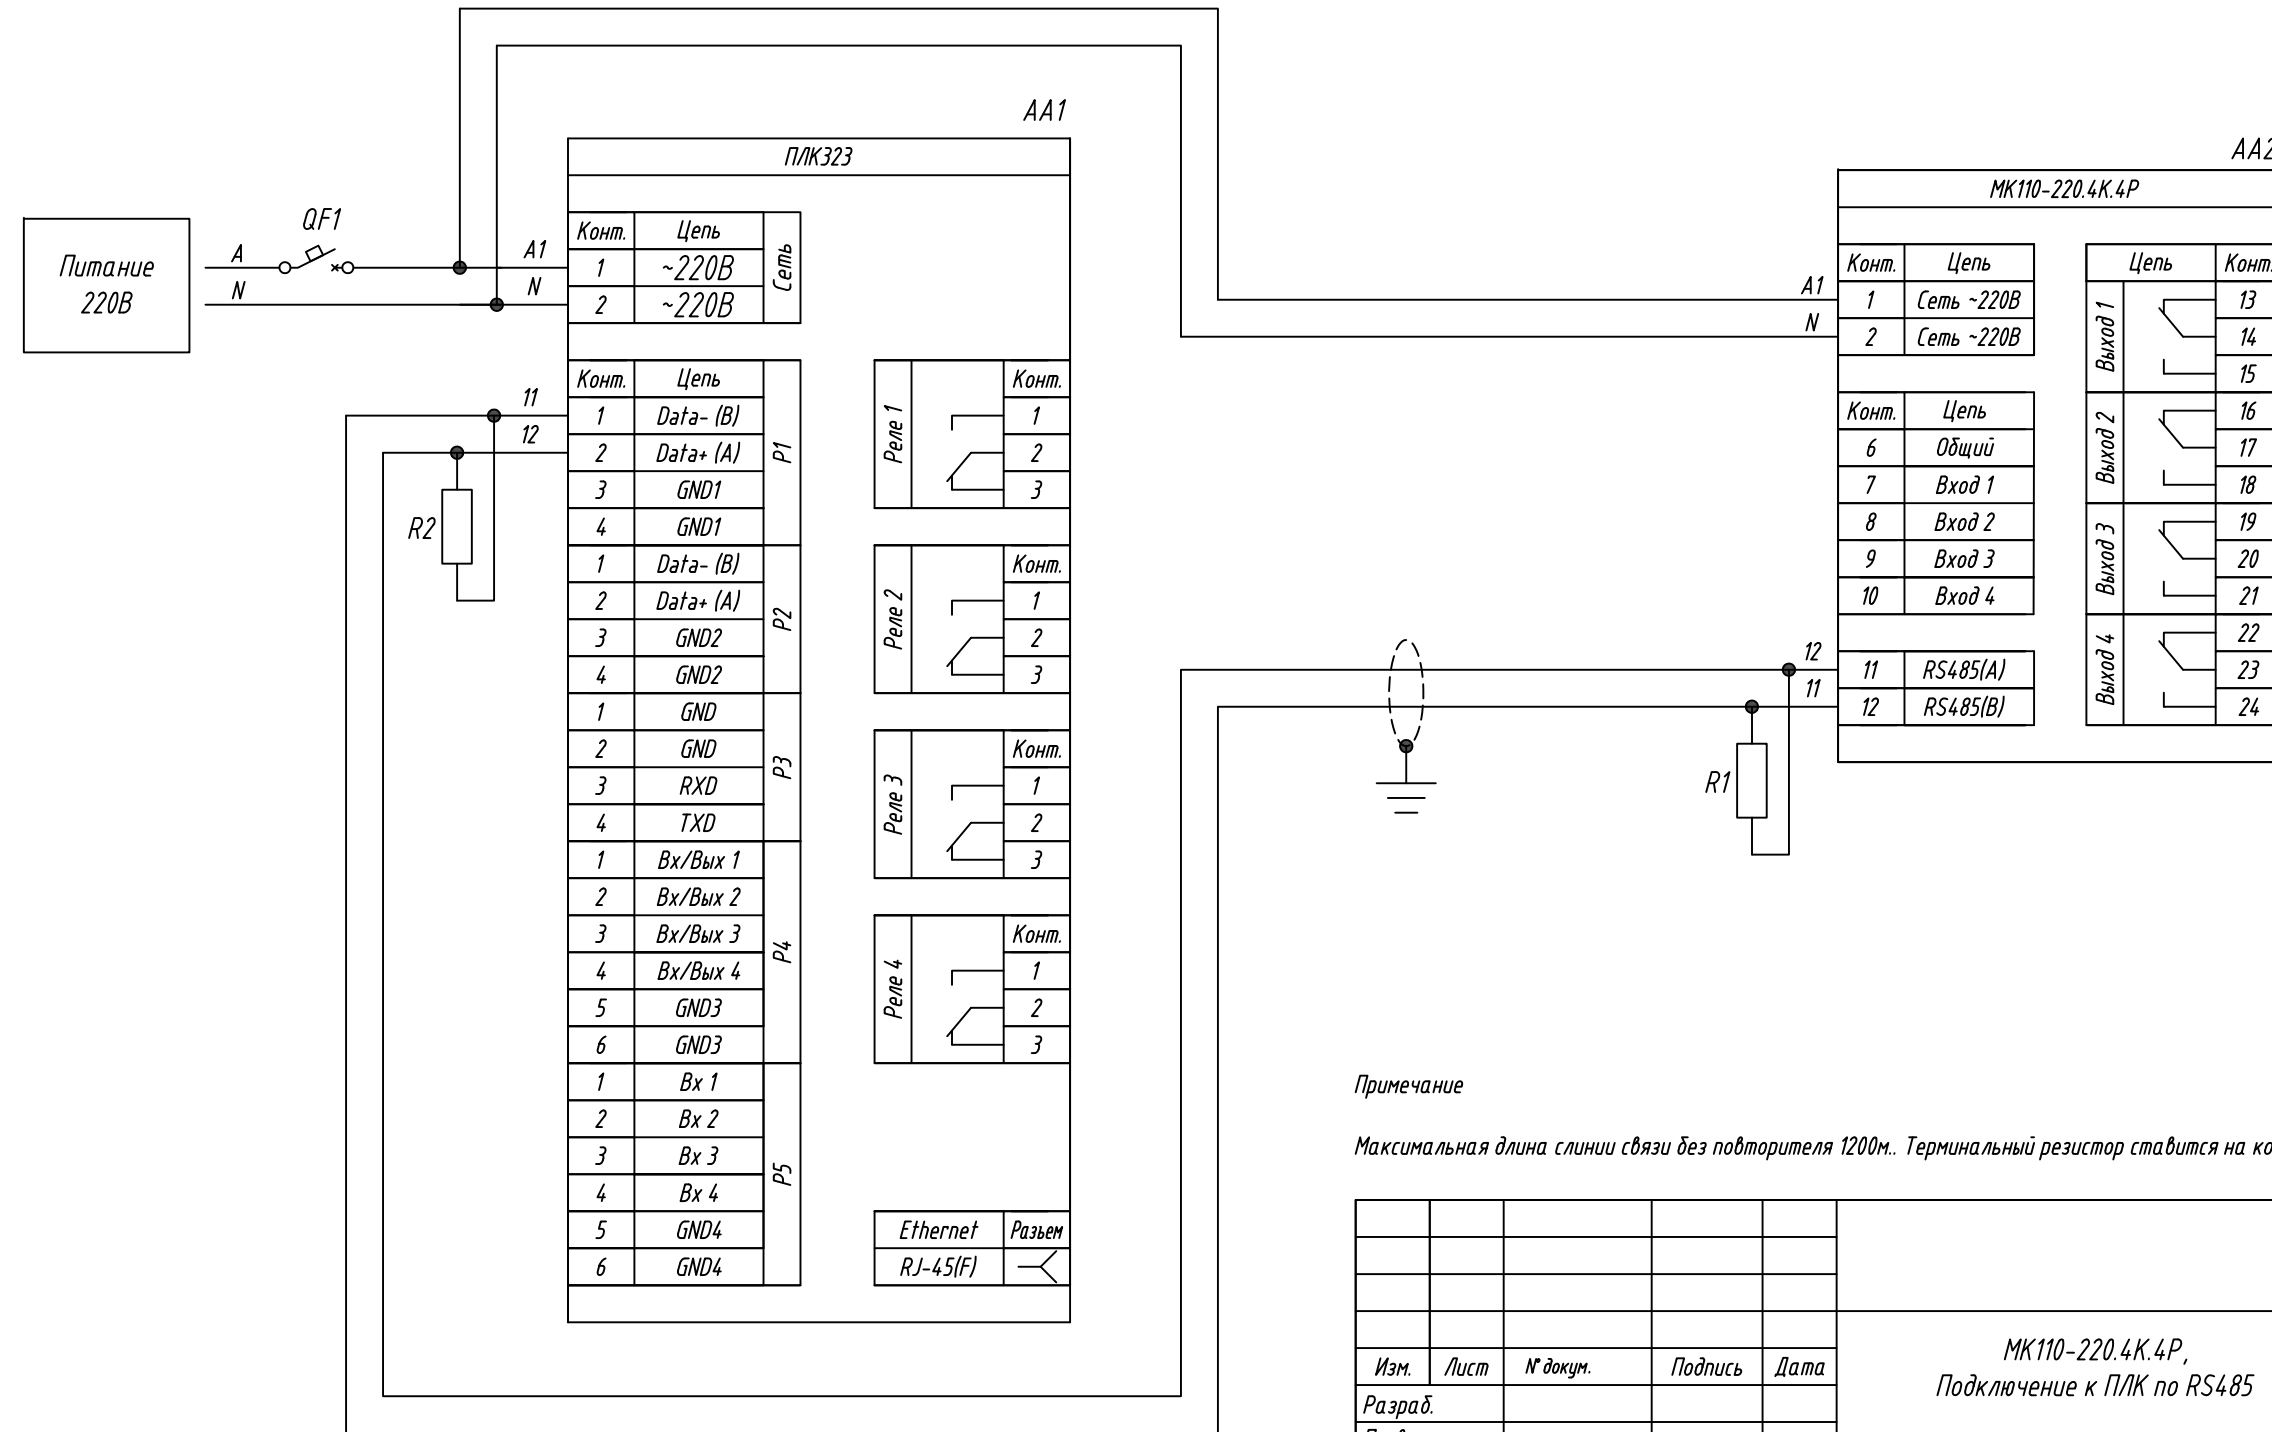 AA1
ПЛК323
AA2
МК110-220.4К.4Р
Питание
220В
QF1
A
N
A1
N
Конт. Цепь
1 ~220В
2 ~220В
Сеть
11
12
R2
Конт. Цепь
1 Data- (B)
2 Data+ (A)
3 GND1
4 GND1
P1
1 Data- (B)
2 Data+ (A)
3 GND2
4 GND2
P2
1 GND
2 GND
3 RXD
4 TXD
P3
1 Вх/Вых 1
2 Вх/Вых 2
3 Вх/Вых 3
4 Вх/Вых 4
5 GND3
6 GND3
P4
1 Вх 1
2 Вх 2
3 Вх 3
4 Вх 4
5 GND4
6 GND4
P5
Реле 1
Конт.
1
2
3
Реле 2
Конт.
1
2
3
Реле 3
Конт.
1
2
3
Реле 4
Конт.
1
2
3
Ethernet Разьем
RJ-45(F)
A1
N
Конт. Цепь
1 Сеть ~220В
2 Сеть ~220В
Конт. Цепь
6 Общий
7 Вход 1
8 Вход 2
9 Вход 3
10 Вход 4
12
11
11 RS485(A)
12 RS485(B)
R1
Цепь Конт.
Выход 1
13
14
15
Выход 2
16
17
18
Выход 3
19
20
21
Выход 4
22
23
24
Примечание
Максимальная длина слинии связи без повторителя 1200м.. Терминальный резистор ставится на
Изм. Лист № докум. Подпись Дата
Разраб.
МК110-220.4К.4Р,
Подключение к ПЛК по RS485